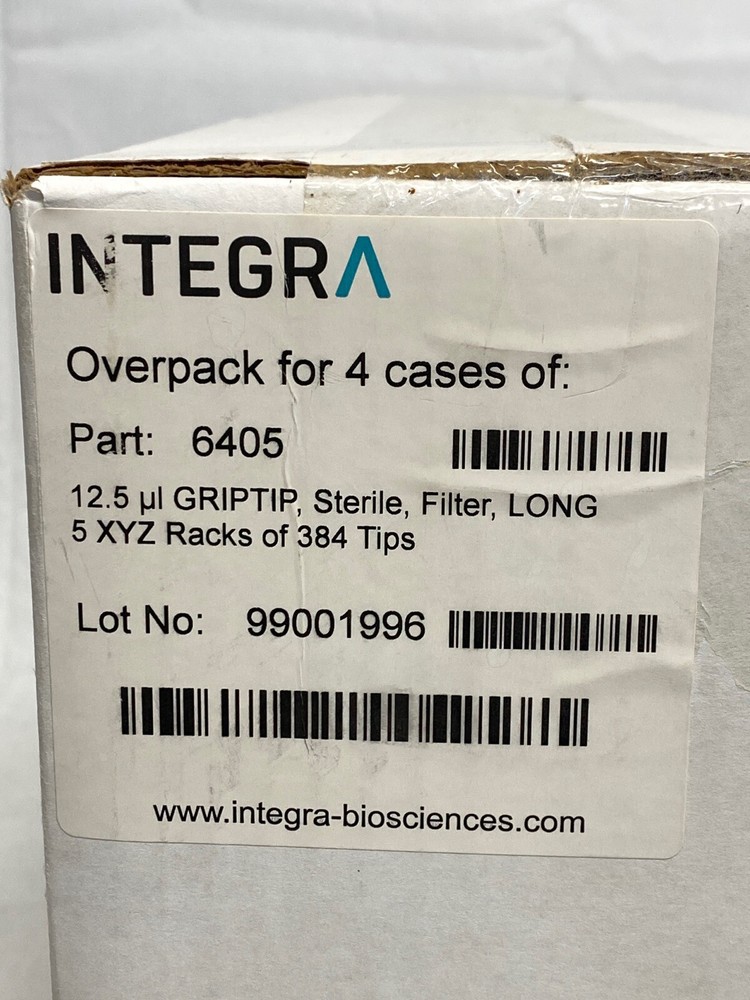 INTEGRA
Overpack for 4 cases of:
Part: 6405
12.5 µl GRIPTIP, Sterile, Filter, LONG
5 XYZ Racks of 384 Tips
Lot No: 99001996
www.integra-biosciences.com